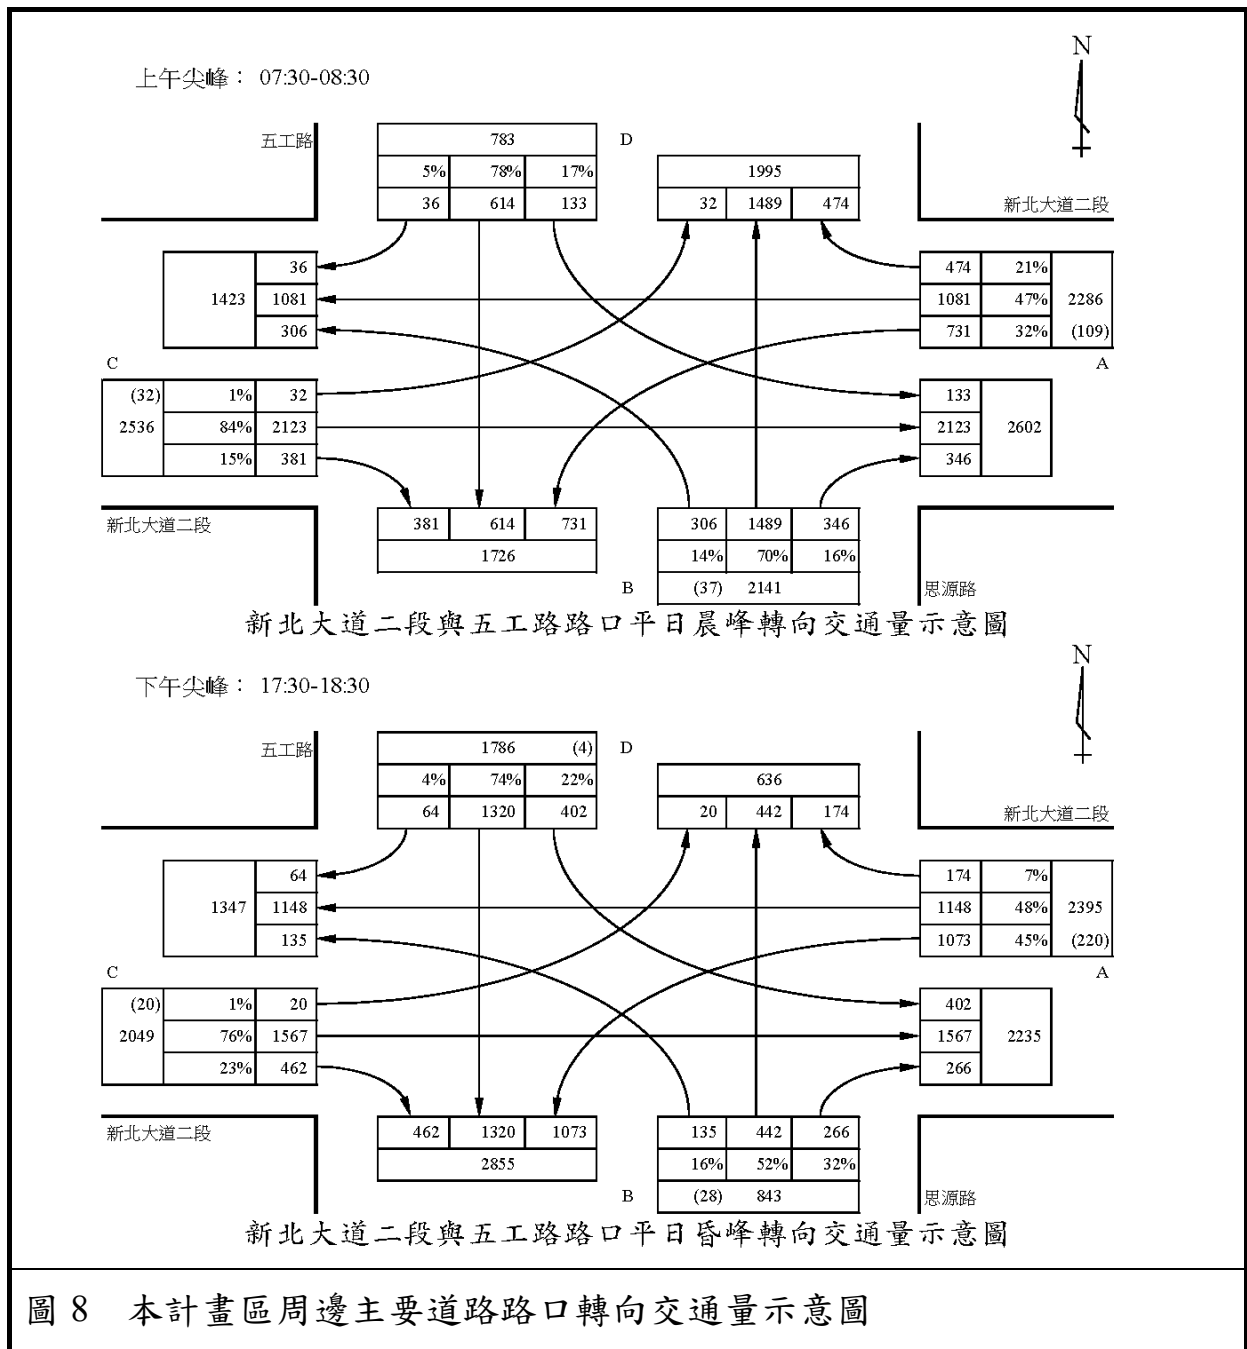 N
上午尖峰： 07:30-08:30
五工路
783
D
5% 78% 17%
1995
36 614 133
32 1489 474
新北大道二段
36
474 21%
1423 1081
1081 47% 2286
306
731 32% (109)
C
A
(32) 1% 32
133
2536 84% 2123
2123 2602
15% 381
346
新北大道二段
381 614 731
306 1489 346
1726
14% 70% 16%
B
(37) 2141
思源路
新北大道二段與五工路路口平日晨峰轉向交通量示意圖
N
下午尖峰： 17:30-18:30
五工路
1786 (4)
D
4% 74% 22%
636
64 1320 402
20 442 174
新北大道二段
64
174 7%
1347 1148
1148 48% 2395
135
1073 45% (220)
C
A
(20) 1% 20
402
2049 76% 1567
1567 2235
23% 462
266
新北大道二段
462 1320 1073
135 442 266
2855
16% 52% 32%
B
(28) 843
思源路
新北大道二段與五工路路口平日昏峰轉向交通量示意圖
圖 8 本計畫區周邊主要道路路口轉向交通量示意圖